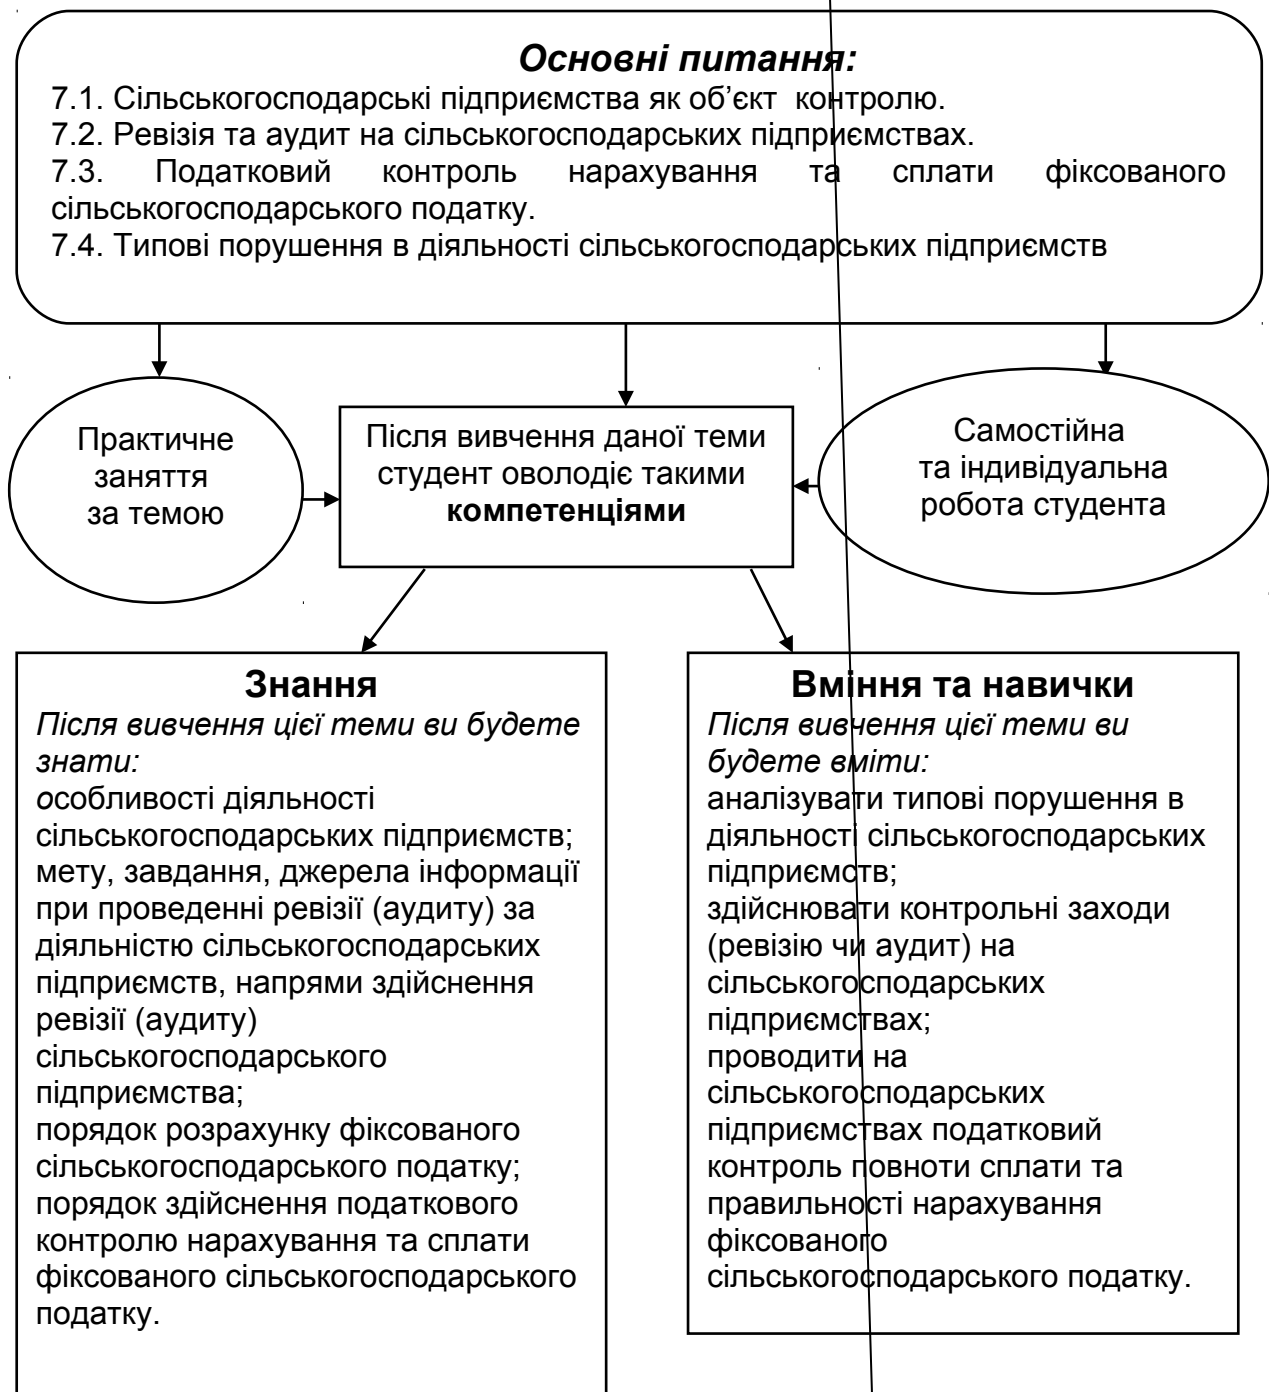 Основні питання:
7.1. Сільськогосподарські підприємства як об’єкт контролю.
7.2. Ревізія та аудит на сільськогосподарських підприємствах.
7.3. Податковий контроль нарахування та сплати фіксованого
сільськогосподарського податку.
7.4. Типові порушення в діяльності сільськогосподарських підприємств
Практичне
заняття
за темою
Після вивчення даної теми
студент оволодіє такими
компетенціями
Самостійна
та індивідуальна
робота студента
Знання
Після вивчення цієї теми ви будете
знати:
особливості діяльності
сільськогосподарських підприємств;
мету, завдання, джерела інформації
при проведенні ревізії (аудиту) за
діяльністю сільськогосподарських
підприємств, напрями здійснення
ревізії (аудиту)
сільськогосподарського
підприємства;
порядок розрахунку фіксованого
сільськогосподарського податку;
порядок здійснення податкового
контролю нарахування та сплати
фіксованого сільськогосподарського
податку.
Вміння та навички
Після вивчення цієї теми ви
будете вміти:
аналізувати типові порушення в
діяльності сільськогосподарських
підприємств;
здійснювати контрольні заходи
(ревізію чи аудит) на
сільськогосподарських
підприємствах;
проводити на
сільськогосподарських
підприємствах податковий
контроль повноти сплати та
правильності нарахування
фіксованого
сільськогосподарського податку.